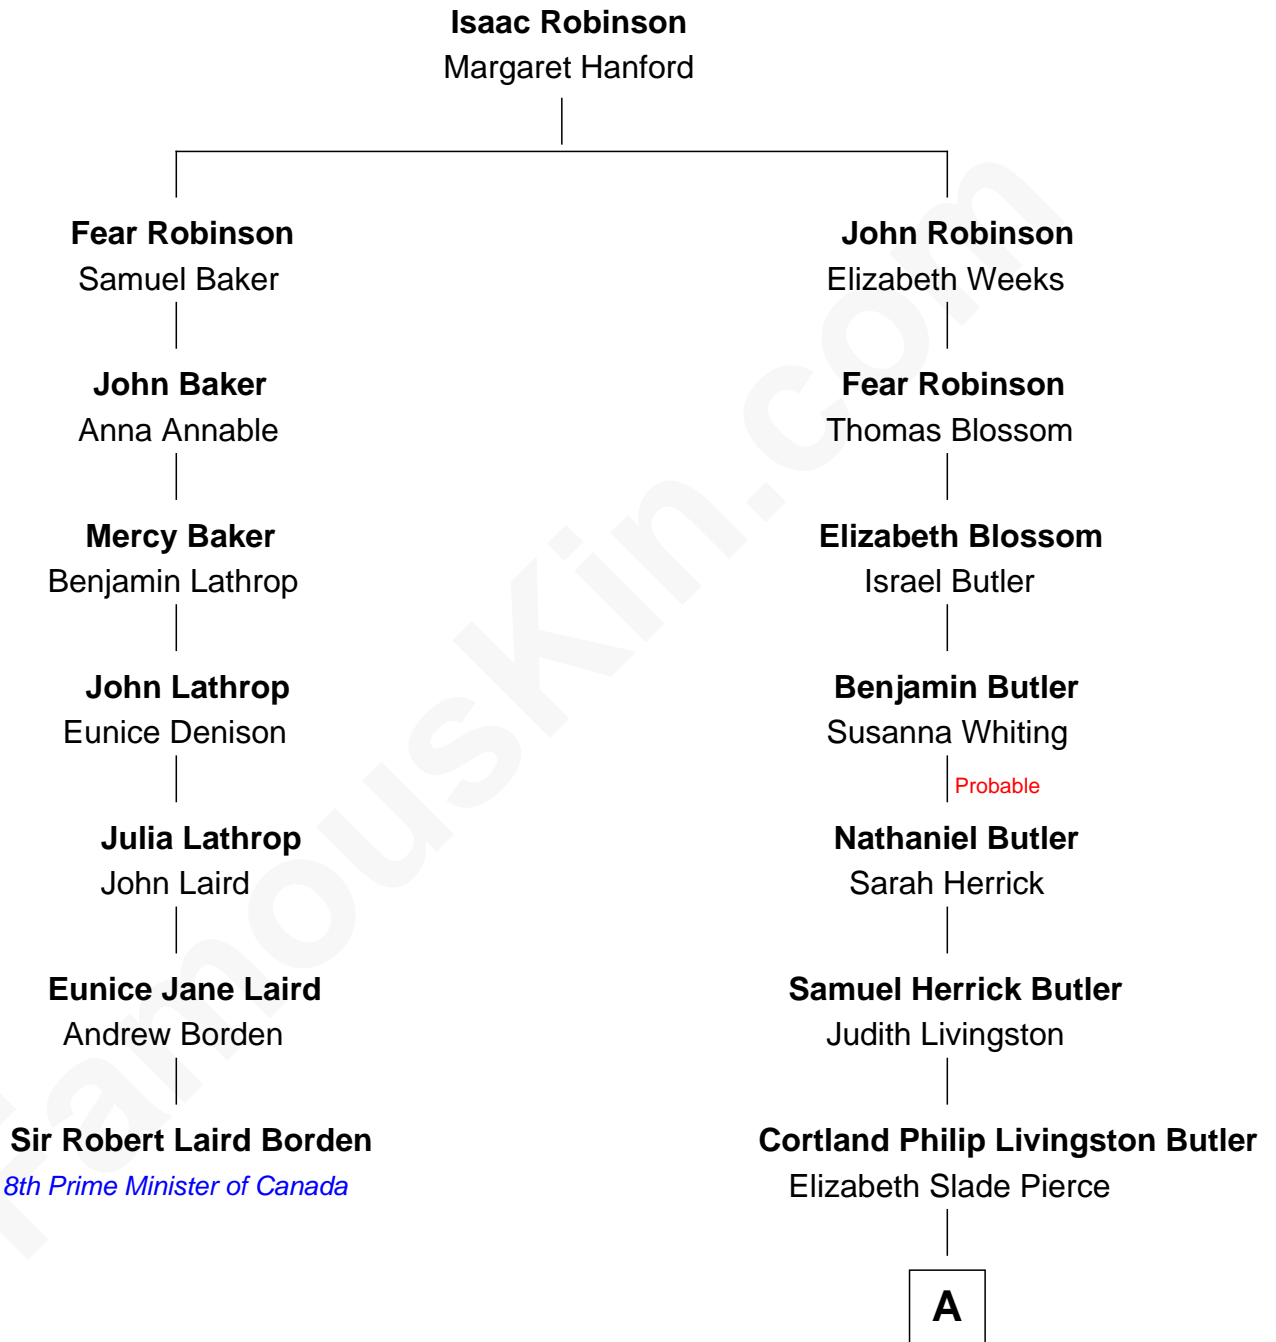 Isaac Robinson
Margaret Hanford
Fear Robinson
Samuel Baker
John Robinson
Elizabeth Weeks
John Baker
Anna Annable
Fear Robinson
Thomas Blossom
Mercy Baker
Benjamin Lathrop
Elizabeth Blossom
Israel Butler
John Lathrop
Eunice Denison
Benjamin Butler
Susanna Whiting
Probable
Julia Lathrop
John Laird
Nathaniel Butler
Sarah Herrick
Eunice Jane Laird
Andrew Borden
Samuel Herrick Butler
Judith Livingston
Sir Robert Laird Borden
8th Prime Minister of Canada
Cortland Philip Livingston Butler
Elizabeth Slade Pierce
A
FamousKin.com